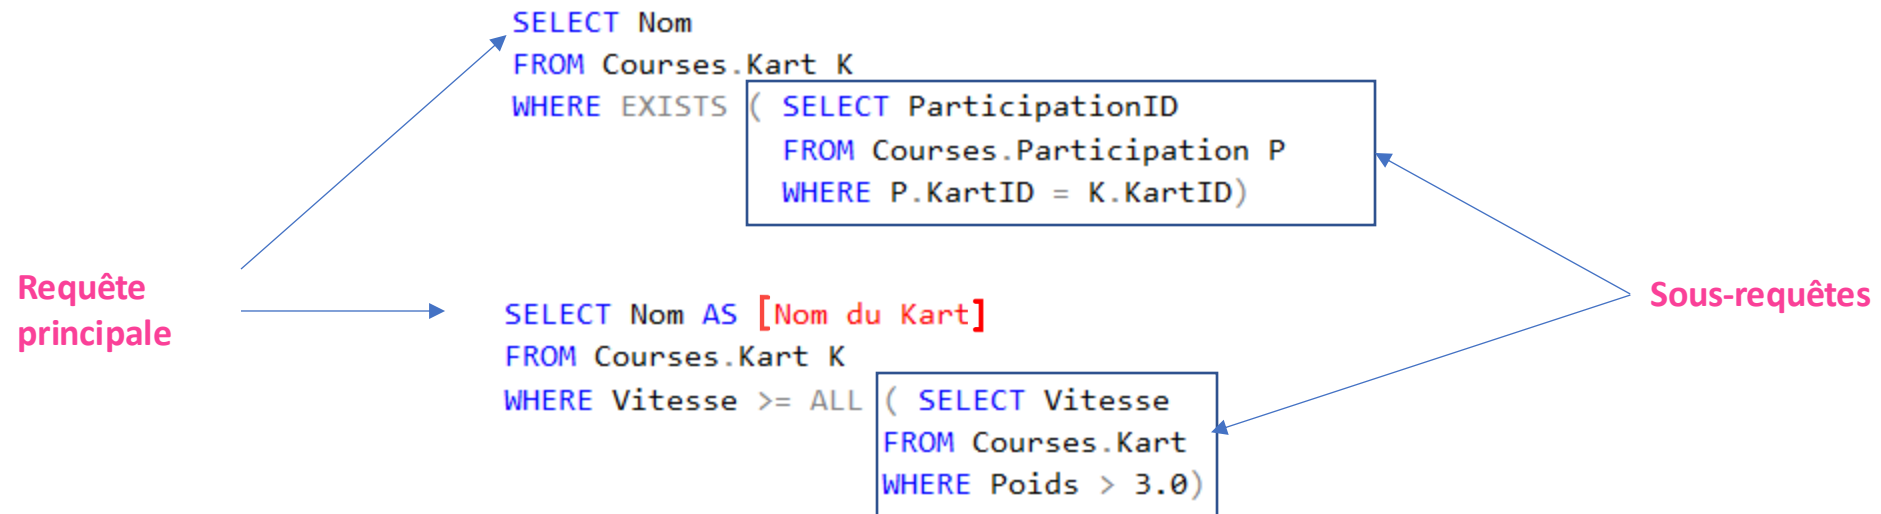 SELECT Nom
FROM Courses.Kart K
WHERE EXISTS ( SELECT ParticipationID
FROM Courses.Participation P
WHERE P.KartID = K.KartID)
Requête
principale
Sous-requêtes
SELECT Nom AS [Nom du Kart]
FROM Courses.Kart K
WHERE Vitesse >= ALL ( SELECT Vitesse
FROM Courses.Kart
WHERE Poids > 3.0)